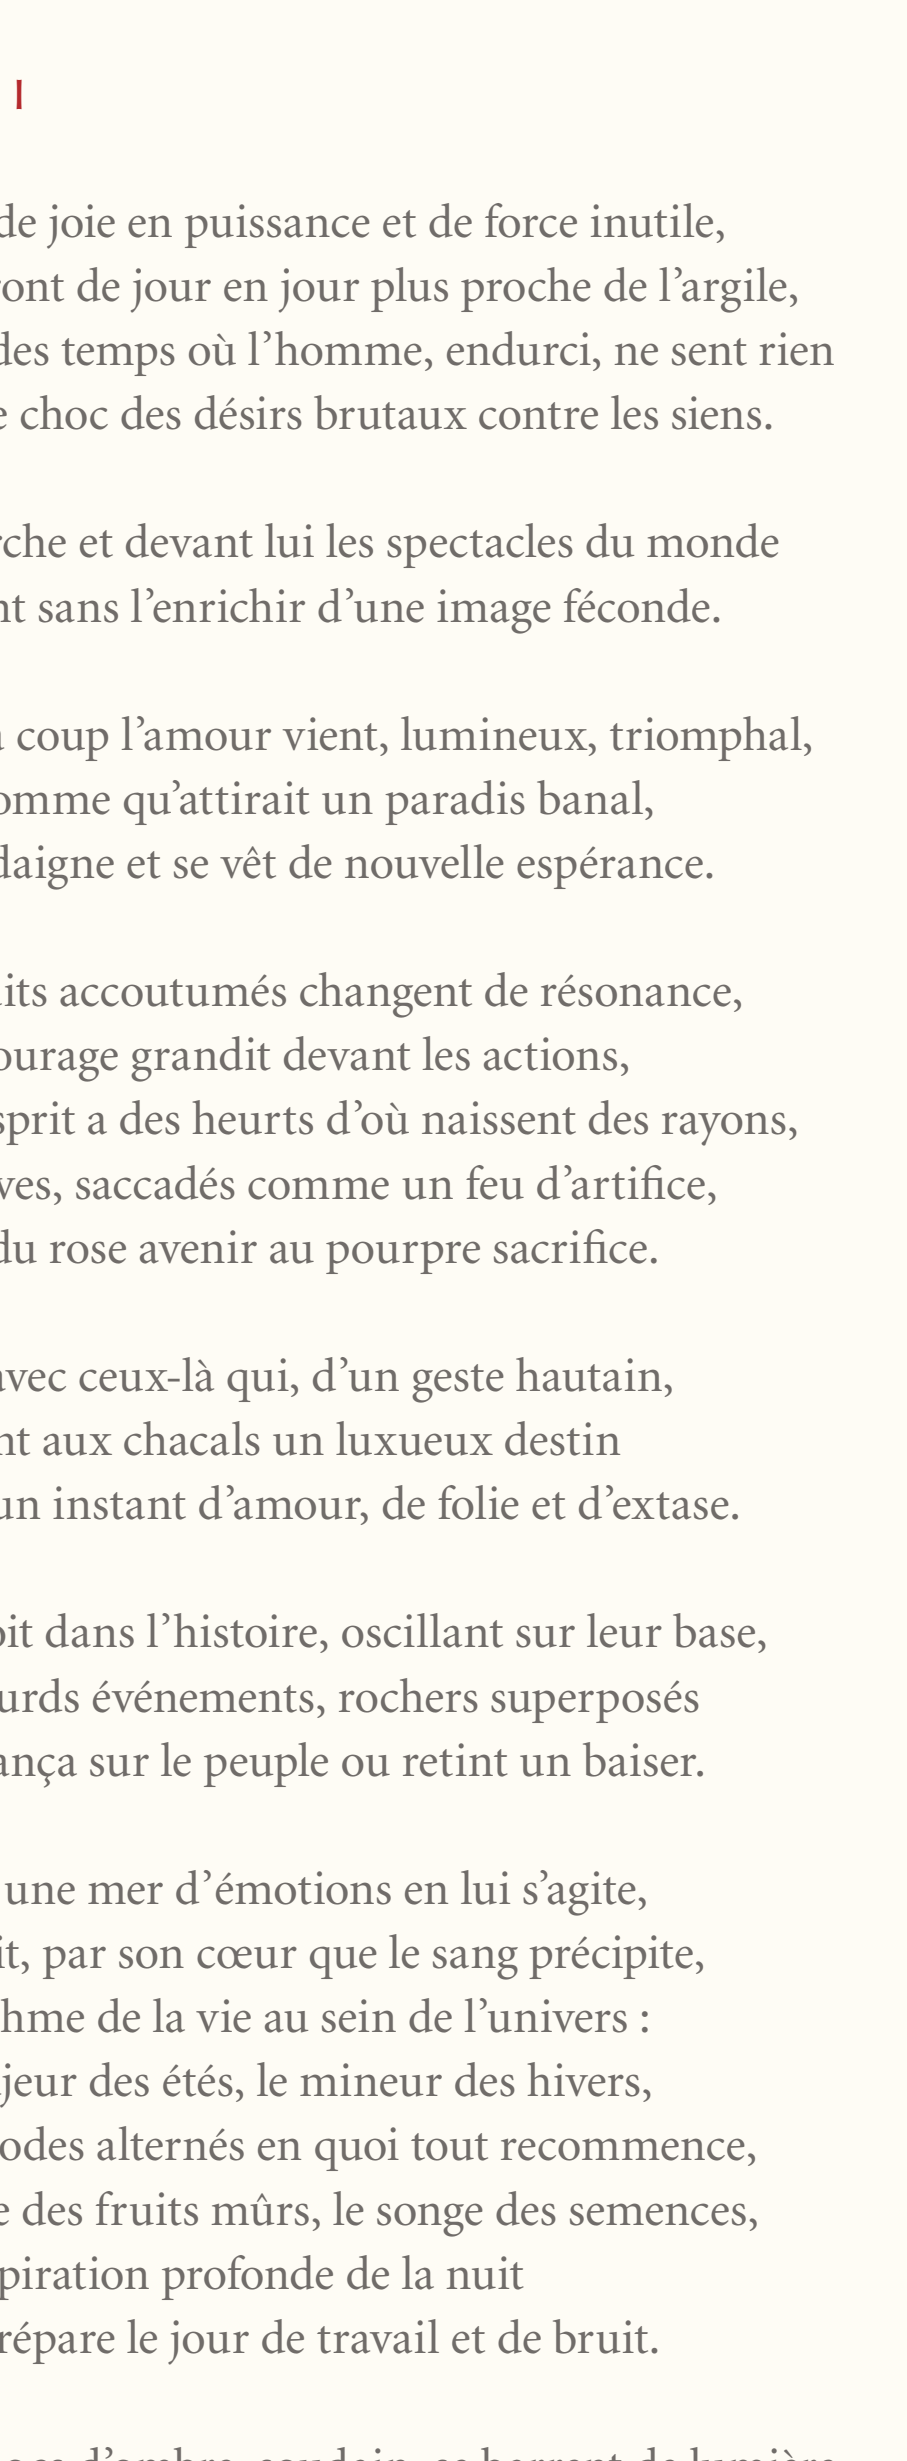 I
de joie en puissance et de force inutile,
ront de jour en jour plus proche de l’argile,
des temps où l’homme, endurci, ne sent rien
e choc des désirs brutaux contre les siens.
rche et devant lui les spectacles du monde
nt sans l’enrichir d’une image féconde.
à coup l’amour vient, lumineux, triomphal,
omme qu’attirait un paradis banal,
daigne et se vêt de nouvelle espérance.
uits accoutumés changent de résonance,
ourage grandit devant les actions,
sprit a des heurts d’où naissent des rayons,
ves, saccadés comme un feu d’artifice,
du rose avenir au pourpre sacrifice.
avec ceux-là qui, d’un geste hautain,
nt aux chacals un luxueux destin
un instant d’amour, de folie et d’extase.
oit dans l’histoire, oscillant sur leur base,
urds événements, rochers superposés
ança sur le peuple ou retint un baiser.
une mer d’émotions en lui s’agite,
it, par son cœur que le sang précipite,
hme de la vie au sein de l’univers :
jeur des étés, le mineur des hivers,
odes alternés en quoi tout recommence,
e des fruits mûrs, le songe des semences,
piration profonde de la nuit
répare le jour de travail et de bruit.
d’ombre, soudain, se barrent de lumière